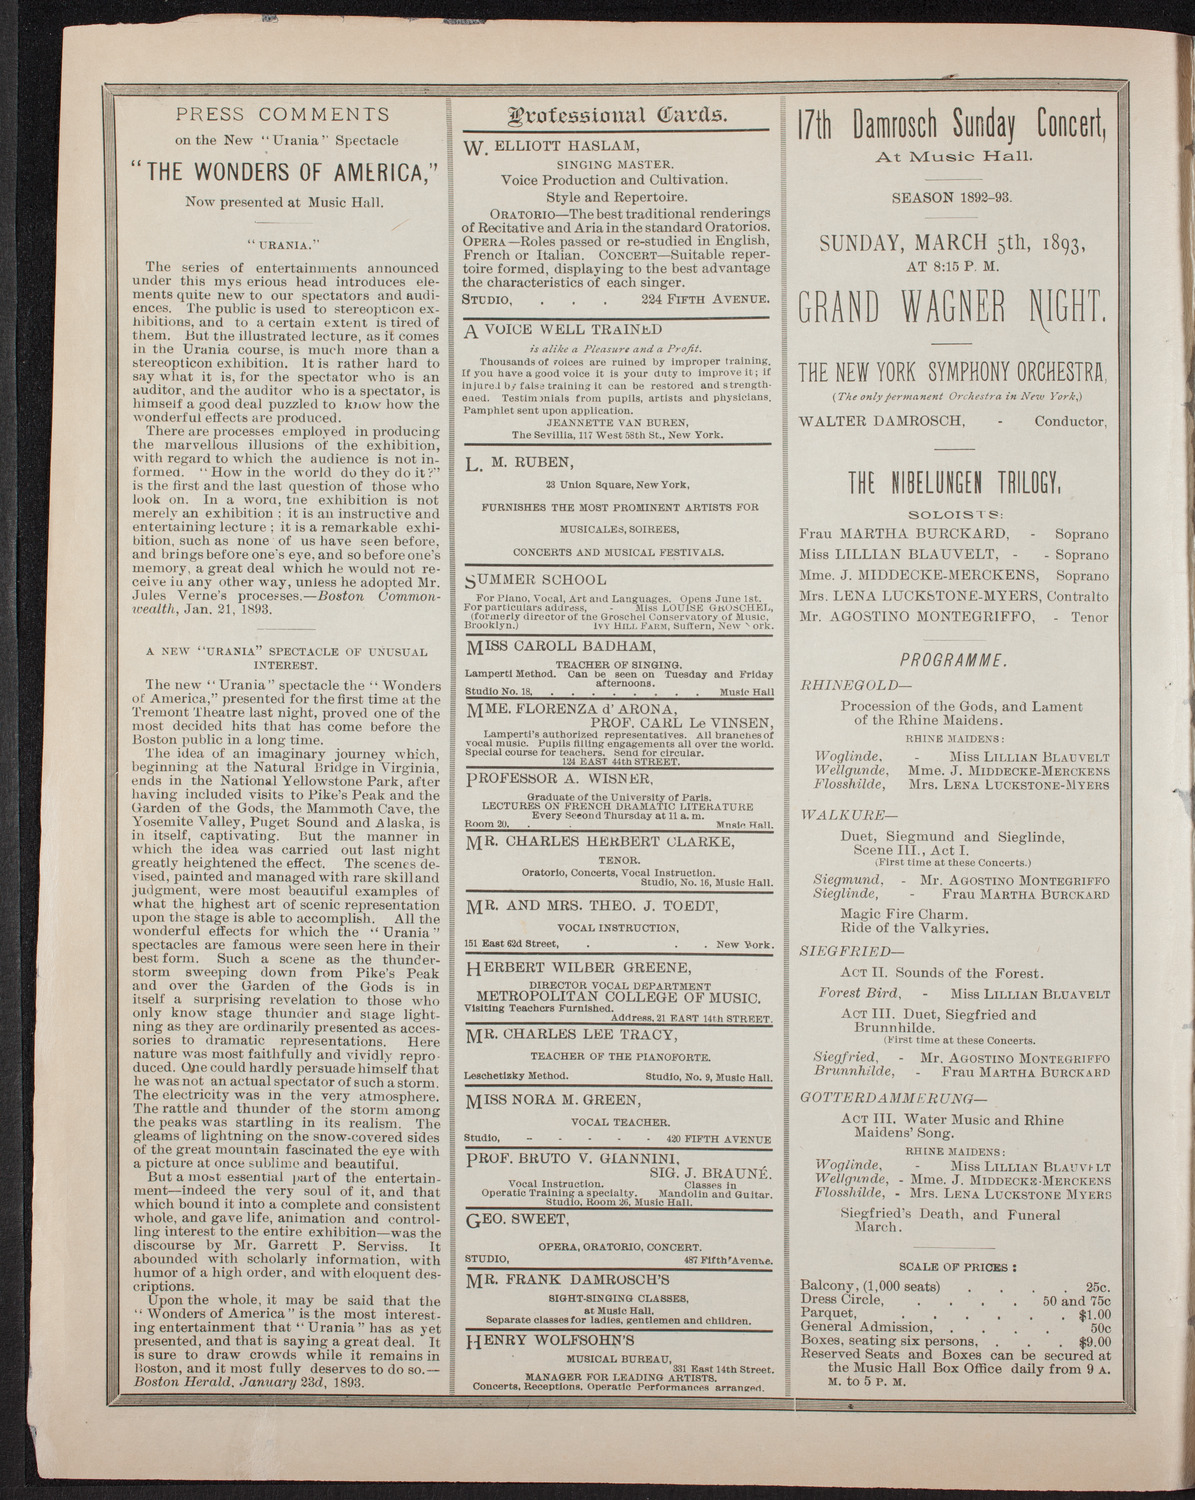 PRESS COMMENTS
on the New "Urania" Spectacle
"THE WONDERS OF AMERICA,"
Now presented at Music Hall.
"URANIA."
The series of entertainments announced
under this mys erious head introduces ele-
ments quite new to our spectators and audi-
ences. The public is used to stereopticon ex-
hibitions, and to a certain extent is tired of
them. But the illustrated lecture, as it comes
in the Urania course, is much more than a
stereopticon exhibition. It is rather hard to
say what it is, for the spectator who is an
auditor, and the auditor who is a spectator, is
himself a good deal puzzled to know how the
wonderful effects are produced.
There are processes employed in producing
the marvellous illusions of the exhibition,
with regard to which the audience is not in-
formed. "How in the world do they do it?"
is the first and the last question of those who
look on. In a word, the exhibition is not
merely an exhibition ; it is an instructive and
entertaining lecture ; it is a remarkable exhi-
bition, such as none of us have seen before,
and brings before one's eye, and so before one's
memory, a great deal which he would not re-
ceive in any other way, unless he adopted Mr.
Jules Verne's processes.—Boston Common-
wealth, Jan. 21, 1893.
A NEW "URANIA" SPECTACLE OF UNUSUAL
INTEREST.
The new "Urania" spectacle the "Wonders
of America," presented for the first time at the
Tremont Theatre last night, proved one of the
most decided hits that has come before the
Boston public in a long time.
The idea of an imaginary journey which,
beginning at the Natural Bridge in Virginia,
ends in the National Yellowstone Park, after
having included visits to Pike's Peak and the
Garden of the Gods, the Mammoth Cave, the
Yosemite Valley, Puget Sound and Alaska, is
in itself, captivating. But the manner in
which the idea was carried out last night
greatly heightened the effect. The scenes de-
vised, painted and managed with rare skill and
judgment, were most beautiful examples of
what the highest art of scenic representation
upon the stage is able to accomplish. All the
wonderful effects for which the "Urania"
spectacles are famous were seen here in their
best form. Such a scene as the thunder-
storm sweeping down from Pike's Peak
and over the Garden of the Gods is in
itself a surprising revelation to those who
only know stage thunder and stage light-
ning as they are ordinarily presented as acces-
sories to dramatic representations. Here
nature was most faithfully and vividly repro-
duced. One could hardly persuade himself that
he was not an actual spectator of such a storm.
The electricity was in the very atmosphere.
The rattle and thunder of the storm among
the peaks was startling in its realism. The
gleams of lightning on the snow-covered sides
of the great mountain fascinated the eye with
a picture at once sublime and beautiful.
But a most essential part of the entertain-
ment—indeed the very soul of it, and that
which bound it into a complete and consistent
whole, and gave life, animation and control-
ling interest to the entire exhibition—was the
discourse by Mr. Garrett P. Serviss. It
abounded with scholarly information, with
humor of a high order, and with eloquent des-
criptions.
Upon the whole, it may be said that the
"Wonders of America" is the most interest-
ing entertainment that "Urania" has as yet
presented, and that is saying a great deal. It
is sure to draw crowds while it remains in
Boston, and it most fully deserves to do so.—
Boston Herald, January 23d, 1893.
Professional Cards.
W. ELLIOTT HASLAM,
SINGING MASTER.
Voice Production and Cultivation.
Style and Repertoire.
ORATORIO—The best traditional renderings
of Recitative and Aria in the standard Oratorios.
OPERA—Roles passed or re-studied in English,
French or Italian. CONCERT—Suitable reper-
toire formed, displaying to the best advantage
the characteristics of each singer.
STUDIO, . . . 224 FIFTH AVENUE.
A VOICE WELL TRAINED
is alike a Pleasure and a Profit.
Thousands of voices are ruined by improper training.
If you have a good voice it is your duty to improve it; if
injured by false training it can be restored and strength-
ened. Testimonials from pupils, artists and physicians.
Pamphlet sent upon application.
JEANNETTE VAN BUREN,
The Sevillia, 117 West 58th St., New York.
L. M. RUBEN,
23 Union Square, New York,
FURNISHES THE MOST PROMINENT ARTISTS FOR
MUSICALES, SOIREES,
CONCERTS AND MUSICAL FESTIVALS.
SUMMER SCHOOL
For Piano, Vocal, Art and Languages. Opens June 1st.
For particulars address, - Miss LOUISE GROSCHEL,
(formerly director of the Groschel Conservatory of Music,
Brooklyn.) IVY HILL FARM, Suffern, New ork.
MISS CAROLL BADHAM,
TEACHER OF SINGING.
Lamperti Method. Can be seen on Tuesday and Friday
afternoons.
Studio No. 18, . . . . . . . . Music Hall
MME. FLORENZA d' ARONA,
PROF. CARL Le VINSEN,
Lamperti's authorized representatives. All branches of
vocal music. Pupils filling engagements all over the world.
Special course for teachers. Send for circular.
124 EAST 44th STREET.
PROFESSOR A. WISNER,
Graduate of the University of Paris.
LECTURES ON FRENCH DRAMATIC LITERATURE
Every Second Thursday at 11 a. m.
Room 20. . . Music Hall.
MR. CHARLES HERBERT CLARKE,
TENOR.
Oratorio, Concerts, Vocal Instruction.
Studio, No. 16, Music Hall.
MR. AND MRS. THEO. J. TOEDT,
VOCAL INSTRUCTION,
151 East 62d Street, . . . New York.
HERBERT WILBER GREENE,
DIRECTOR VOCAL DEPARTMENT
METROPOLITAN COLLEGE OF MUSIC.
Visiting Teachers Furnished.
Address, 21 EAST 14th STREET.
MR. CHARLES LEE TRACY,
TEACHER OF THE PIANOFORTE.
Leschetizky Method. Studio, No. 9, Music Hall.
MISS NORA M. GREEN,
VOCAL TEACHER.
Studio, - - - - - 420 FIFTH AVENUE
PROF. BRUTO V. GIANNINI,
SIG. J. BRAUNÉ.
Vocal Instruction. Classes in
Operatic Training a specialty. Mandolin and Guitar.
Studio, Room 26, Music Hall.
GEO. SWEET,
OPERA, ORATORIO, CONCERT.
STUDIO, 487 Fifth Avenue.
MR. FRANK DAMROSCH'S
SIGHT-SINGING CLASSES,
at Music Hall,
Separate classes for ladies, gentlemen and children.
HENRY WOLFSOHN'S
MUSICAL BUREAU,
331 East 14th Street.
MANAGER FOR LEADING ARTISTS.
Concerts, Receptions, Operatic Performances arranged.
17th Damrosch Sunday Concert,
At Music Hall.
SEASON 1892-93.
SUNDAY, MARCH 5th, 1893,
AT 8:15 P. M.
GRAND WAGNER NIGHT.
THE NEW YORK SYMPHONY ORCHESTRA,
(The only permanent Orchestra in New York,)
WALTER DAMROSCH, - Conductor,
THE NIBELUNGEN TRILOGY,
SOLOISTS:
Frau MARTHA BURCKARD, - Soprano
Miss LILLIAN BLAUVELT, - - Soprano
Mme. J. MIDDECKE-MERCKENS, Soprano
Mrs. LENA LUCKSTONE-MYERS, Contralto
Mr. AGOSTINO MONTEGRIFFO, - Tenor
PROGRAMME.
RHINEGOLD—
Procession of the Gods, and Lament
of the Rhine Maidens.
RHINE MAIDENS:
Woglinde, - Miss LILLIAN BLAUVELT
Wellgunde, Mme. J. MIDDECKE-MERCKENS
Flosshilde, Mrs. LENA LUCKSTONE-MYERS
WALKURE—
Duet, Siegmund and Sieglinde,
Scene III., Act I.
(First time at these Concerts.)
Siegmund, - Mr. AGOSTINO MONTEGRIFFO
Sieglinde, - Frau MARTHA BURCKARD
Magic Fire Charm.
Ride of the Valkyries.
SIEGFRIED—
ACT II. Sounds of the Forest.
Forest Bird, - Miss LILLIAN BLUAVELT
ACT III. Duet, Siegfried and
Brunnhilde.
(First time at these Concerts.
Siegfried, - Mr. AGOSTINO MONTEGRIFFO
Brunnhilde, - Frau MARTHA BURCKARD
GOTTERDAMMERUNG—
ACT III. Water Music and Rhine
Maidens' Song.
RHINE MAIDENS:
Woglinde, - Miss LILLIAN BLAUVELT
Wellgunde, - Mme. J. MIDDECKE-MERCKENS
Flosshilde, - Mrs. LENA LUCKSTONE MYERS
Siegfried's Death, and Funeral
March.
SCALE OF PRICES :
Balcony, (1,000 seats) . . . . 25c.
Dress Circle, . . . . 50 and 75c
Parquet, . . . . . . $1.00
General Admission, . . . . 50c
Boxes, seating six persons, . . . $9.00
Reserved Seats and Boxes can be secured at
the Music Hall Box Office daily from 9 A.
M. to 5 P. M.